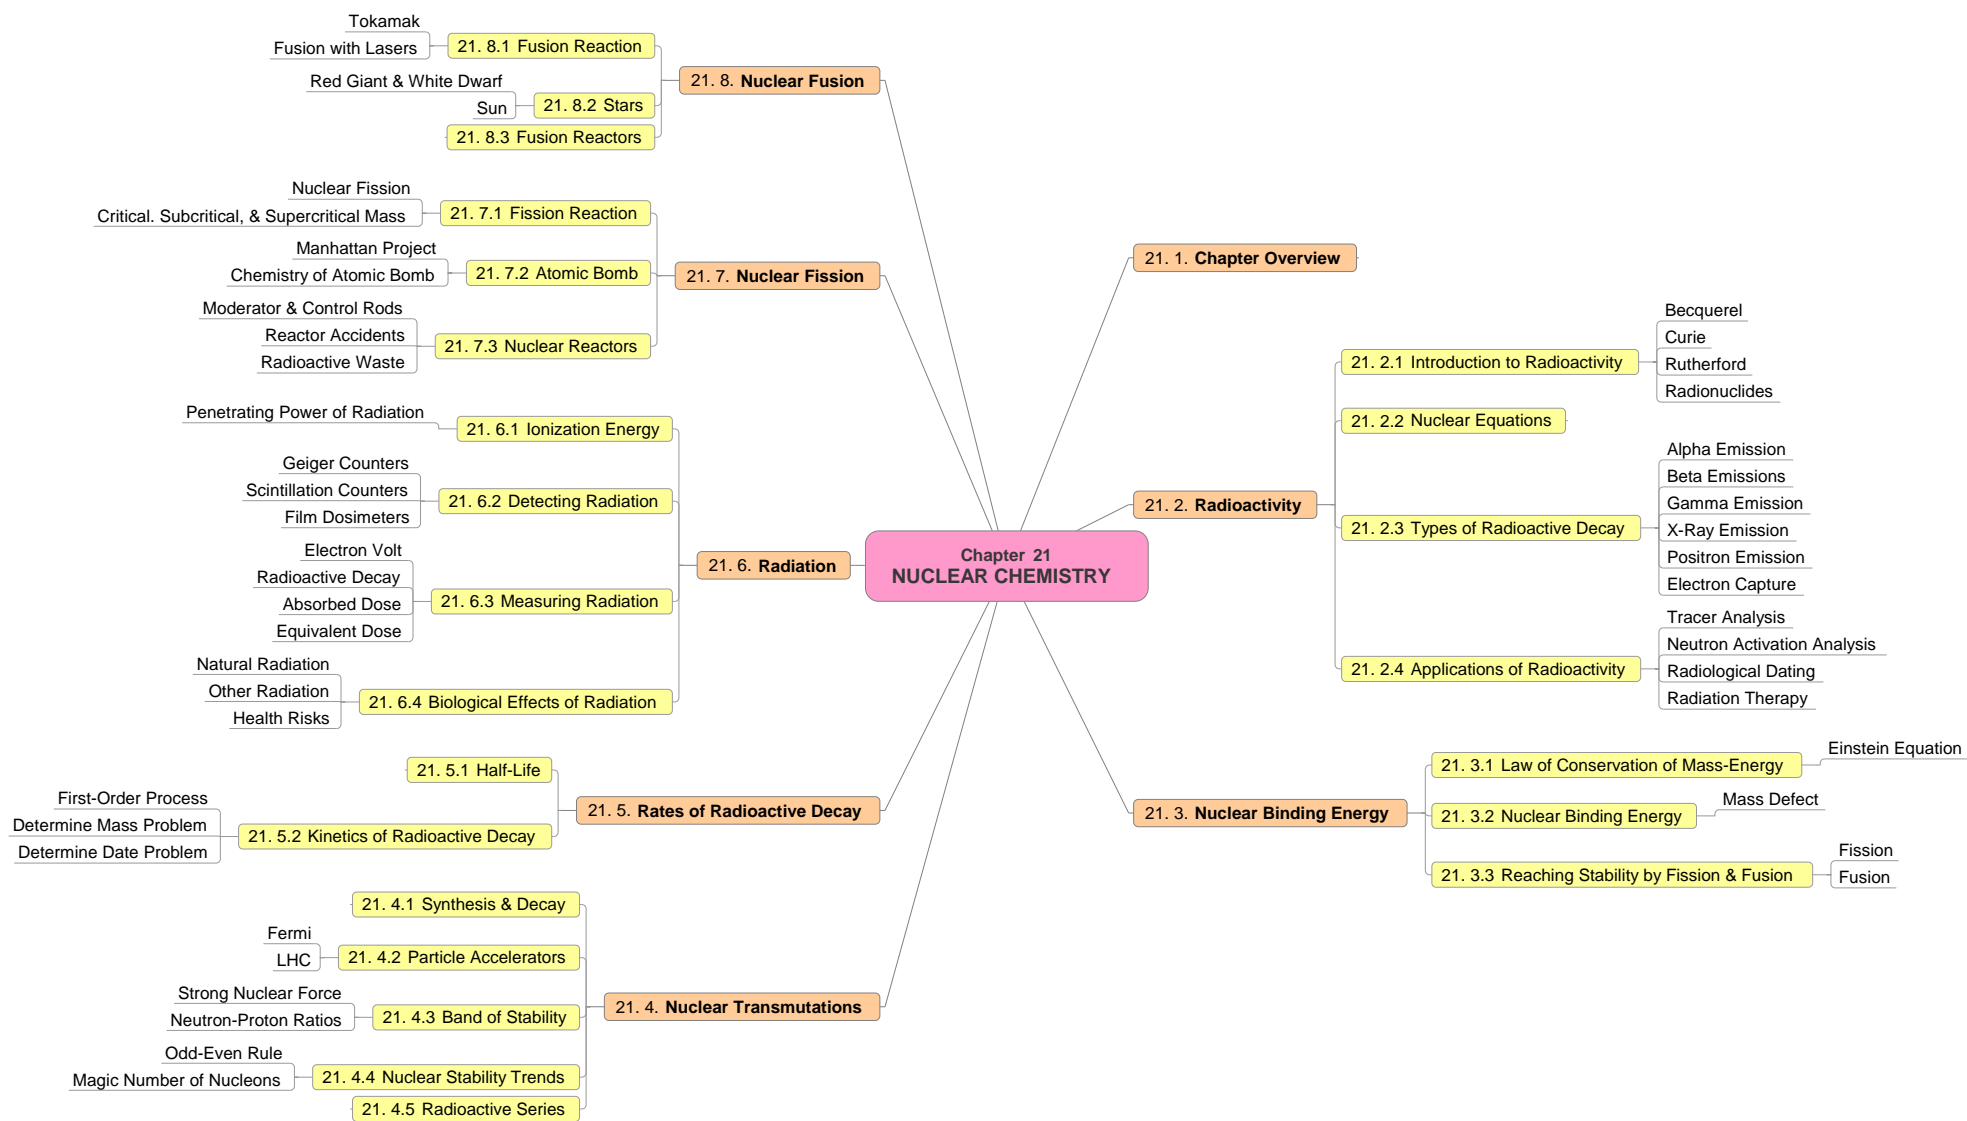 Chapter 21
NUCLEAR CHEMISTRY
21. 1. Chapter Overview
21. 2. Radioactivity
21. 2.1 Introduction to Radioactivity
Becquerel
Curie
Rutherford
Radionuclides
21. 2.2 Nuclear Equations
21. 2.3 Types of Radioactive Decay
Alpha Emission
Beta Emissions
Gamma Emission
X-Ray Emission
Positron Emission
Electron Capture
21. 2.4 Applications of Radioactivity
Tracer Analysis
Neutron Activation Analysis
Radiological Dating
Radiation Therapy
21. 3. Nuclear Binding Energy
21. 3.1 Law of Conservation of Mass-Energy
Einstein Equation
21. 3.2 Nuclear Binding Energy
Mass Defect
21. 3.3 Reaching Stability by Fission & Fusion
Fission
Fusion
21. 4. Nuclear Transmutations
21. 4.1 Synthesis & Decay
21. 4.2 Particle Accelerators
Fermi
LHC
21. 4.3 Band of Stability
Strong Nuclear Force
Neutron-Proton Ratios
21. 4.4 Nuclear Stability Trends
Odd-Even Rule
Magic Number of Nucleons
21. 4.5 Radioactive Series
21. 5. Rates of Radioactive Decay
21. 5.1 Half-Life
21. 5.2 Kinetics of Radioactive Decay
First-Order Process
Determine Mass Problem
Determine Date Problem
21. 6. Radiation
21. 6.1 Ionization Energy
Penetrating Power of Radiation
21. 6.2 Detecting Radiation
Geiger Counters
Scintillation Counters
Film Dosimeters
21. 6.3 Measuring Radiation
Electron Volt
Radioactive Decay
Absorbed Dose
Equivalent Dose
21. 6.4 Biological Effects of Radiation
Natural Radiation
Other Radiation
Health Risks
21. 7. Nuclear Fission
21. 7.1 Fission Reaction
Nuclear Fission
Critical. Subcritical, & Supercritical Mass
21. 7.2 Atomic Bomb
Manhattan Project
Chemistry of Atomic Bomb
21. 7.3 Nuclear Reactors
Moderator & Control Rods
Reactor Accidents
Radioactive Waste
21. 8. Nuclear Fusion
21. 8.1 Fusion Reaction
Tokamak
Fusion with Lasers
21. 8.2 Stars
Red Giant & White Dwarf
Sun
21. 8.3 Fusion Reactors